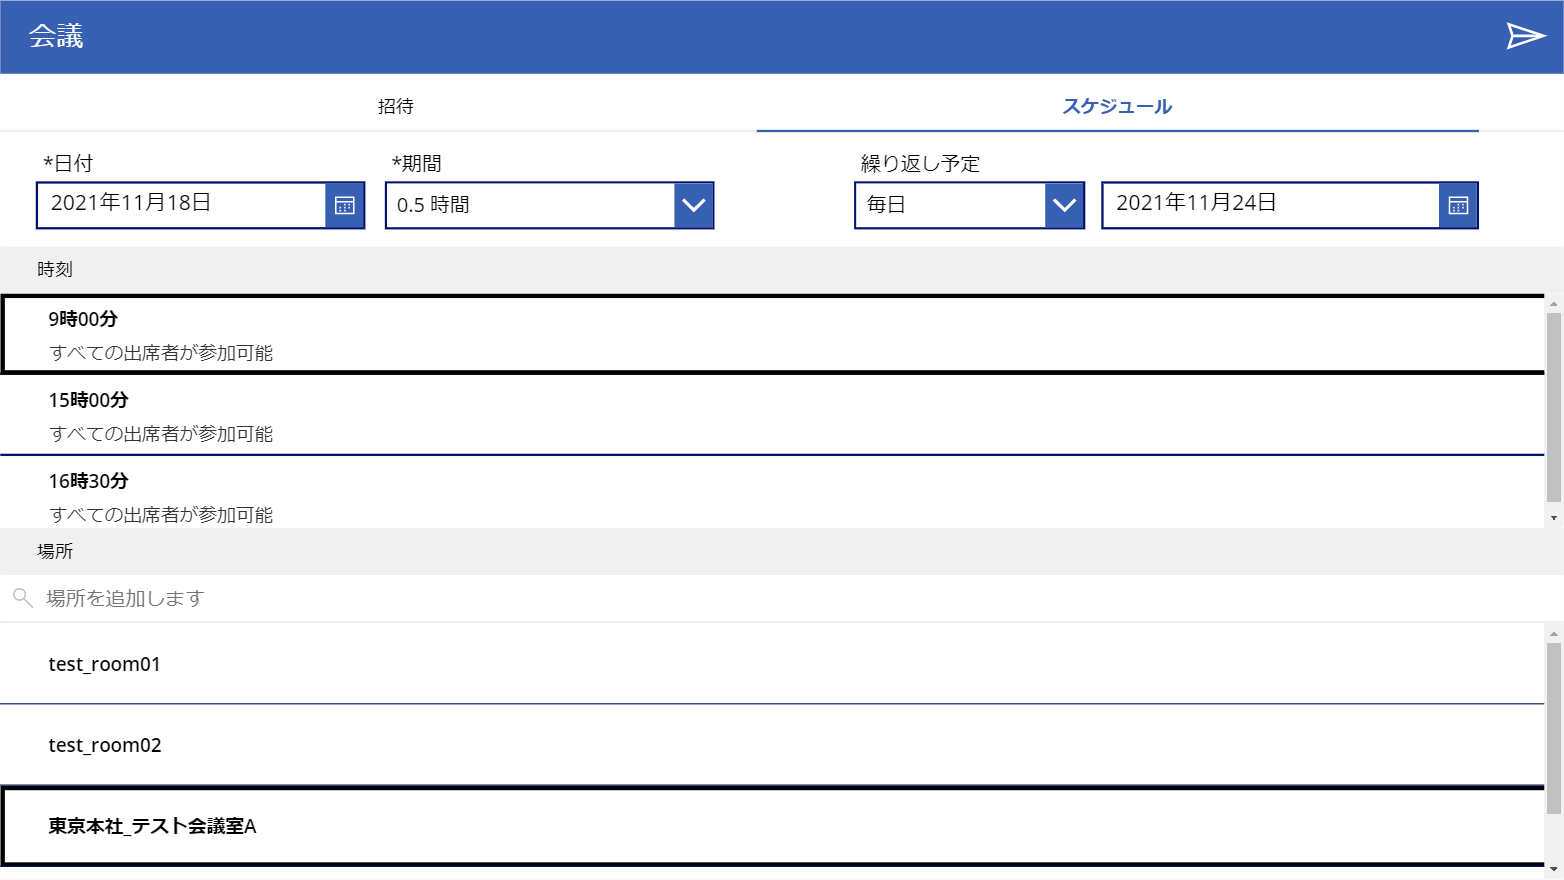 会議
招待
スケジュール
*日付
*期間
繰り返し予定
2021年11月18日
0.5 時間
毎日
2021年11月24日
時刻
9時00分
すべての出席者が参加可能
15時00分
すべての出席者が参加可能
16時30分
すべての出席者が参加可能
場所
場所を追加します
test_room01
test_room02
東京本社_テスト会議室A